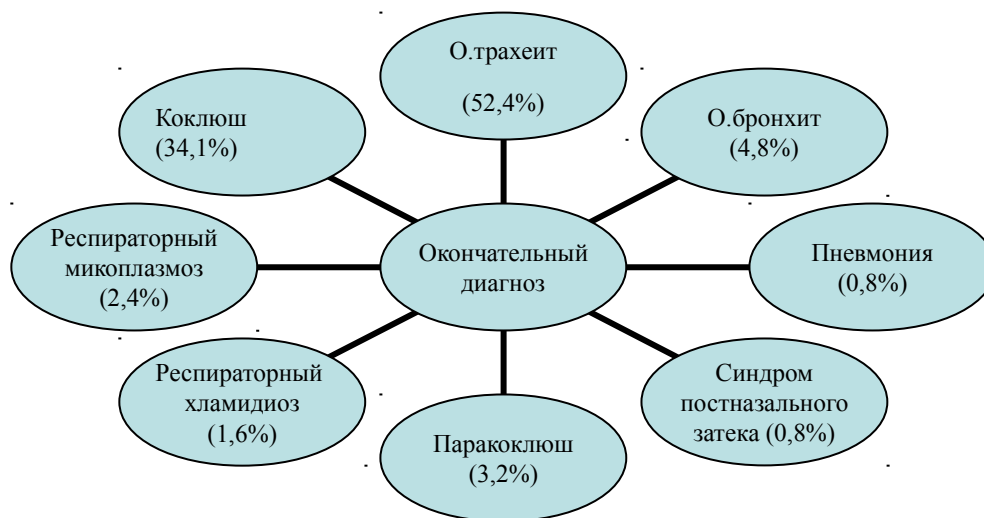 О.трахеит
(52,4%)
О.бронхит
(4,8%)
Пневмония
(0,8%)
Синдром
постназального
затека (0,8%)
Паракоклюш
(3,2%)
Респираторный
хламидиоз
(1,6%)
Респираторный
микоплазмоз
(2,4%)
Коклюш
(34,1%)
Окончательный
диагноз